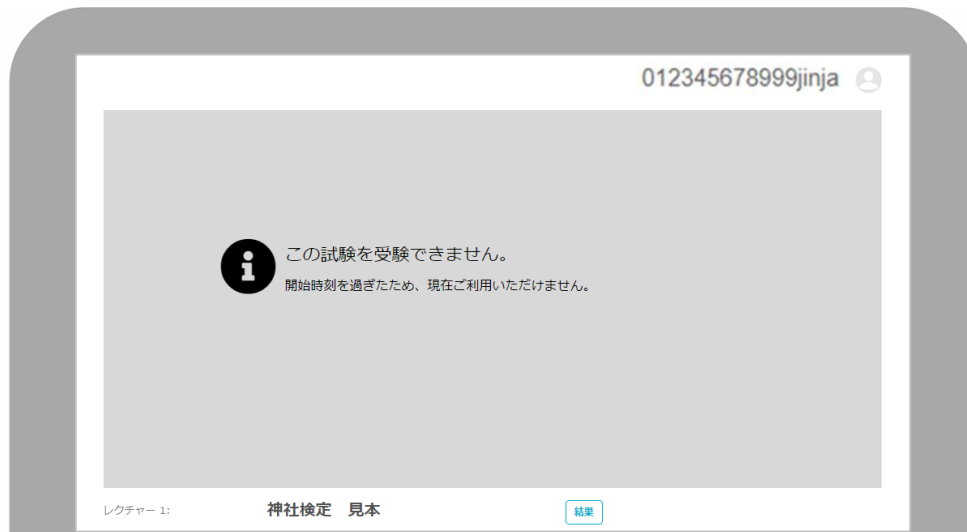 012345678999jinja
この試験を受験できません。
開始時刻を過ぎたため、現在ご利用いただけません。
レクチャー 1: 神社検定　見本 結果